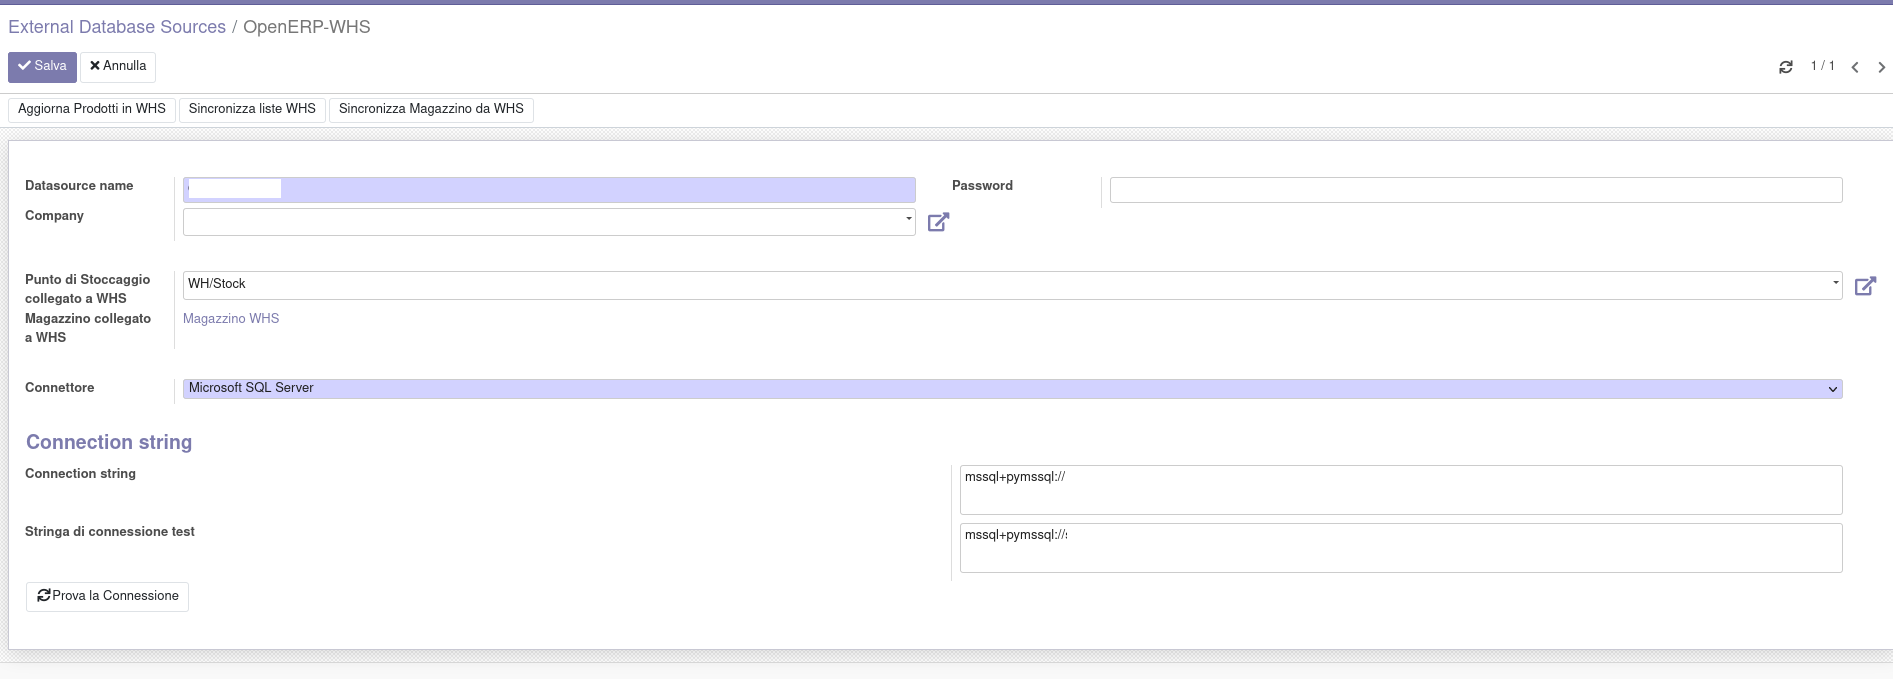 External Database Sources / OpenERP-WHS
Salva Annulla
1 / 1
Aggiorna Prodotti in WHS Sincronizza liste WHS Sincronizza Magazzino da WHS
Datasource name
Password
Company
Punto di Stoccaggio
collegato a WHS
WH/Stock
Magazzino collegato
a WHS
Magazzino WHS
Connettore
Microsoft SQL Server
Connection string
Connection string
mssql+pymssql://
Stringa di connessione test
mssql+pymssql://
Prova la Connessione